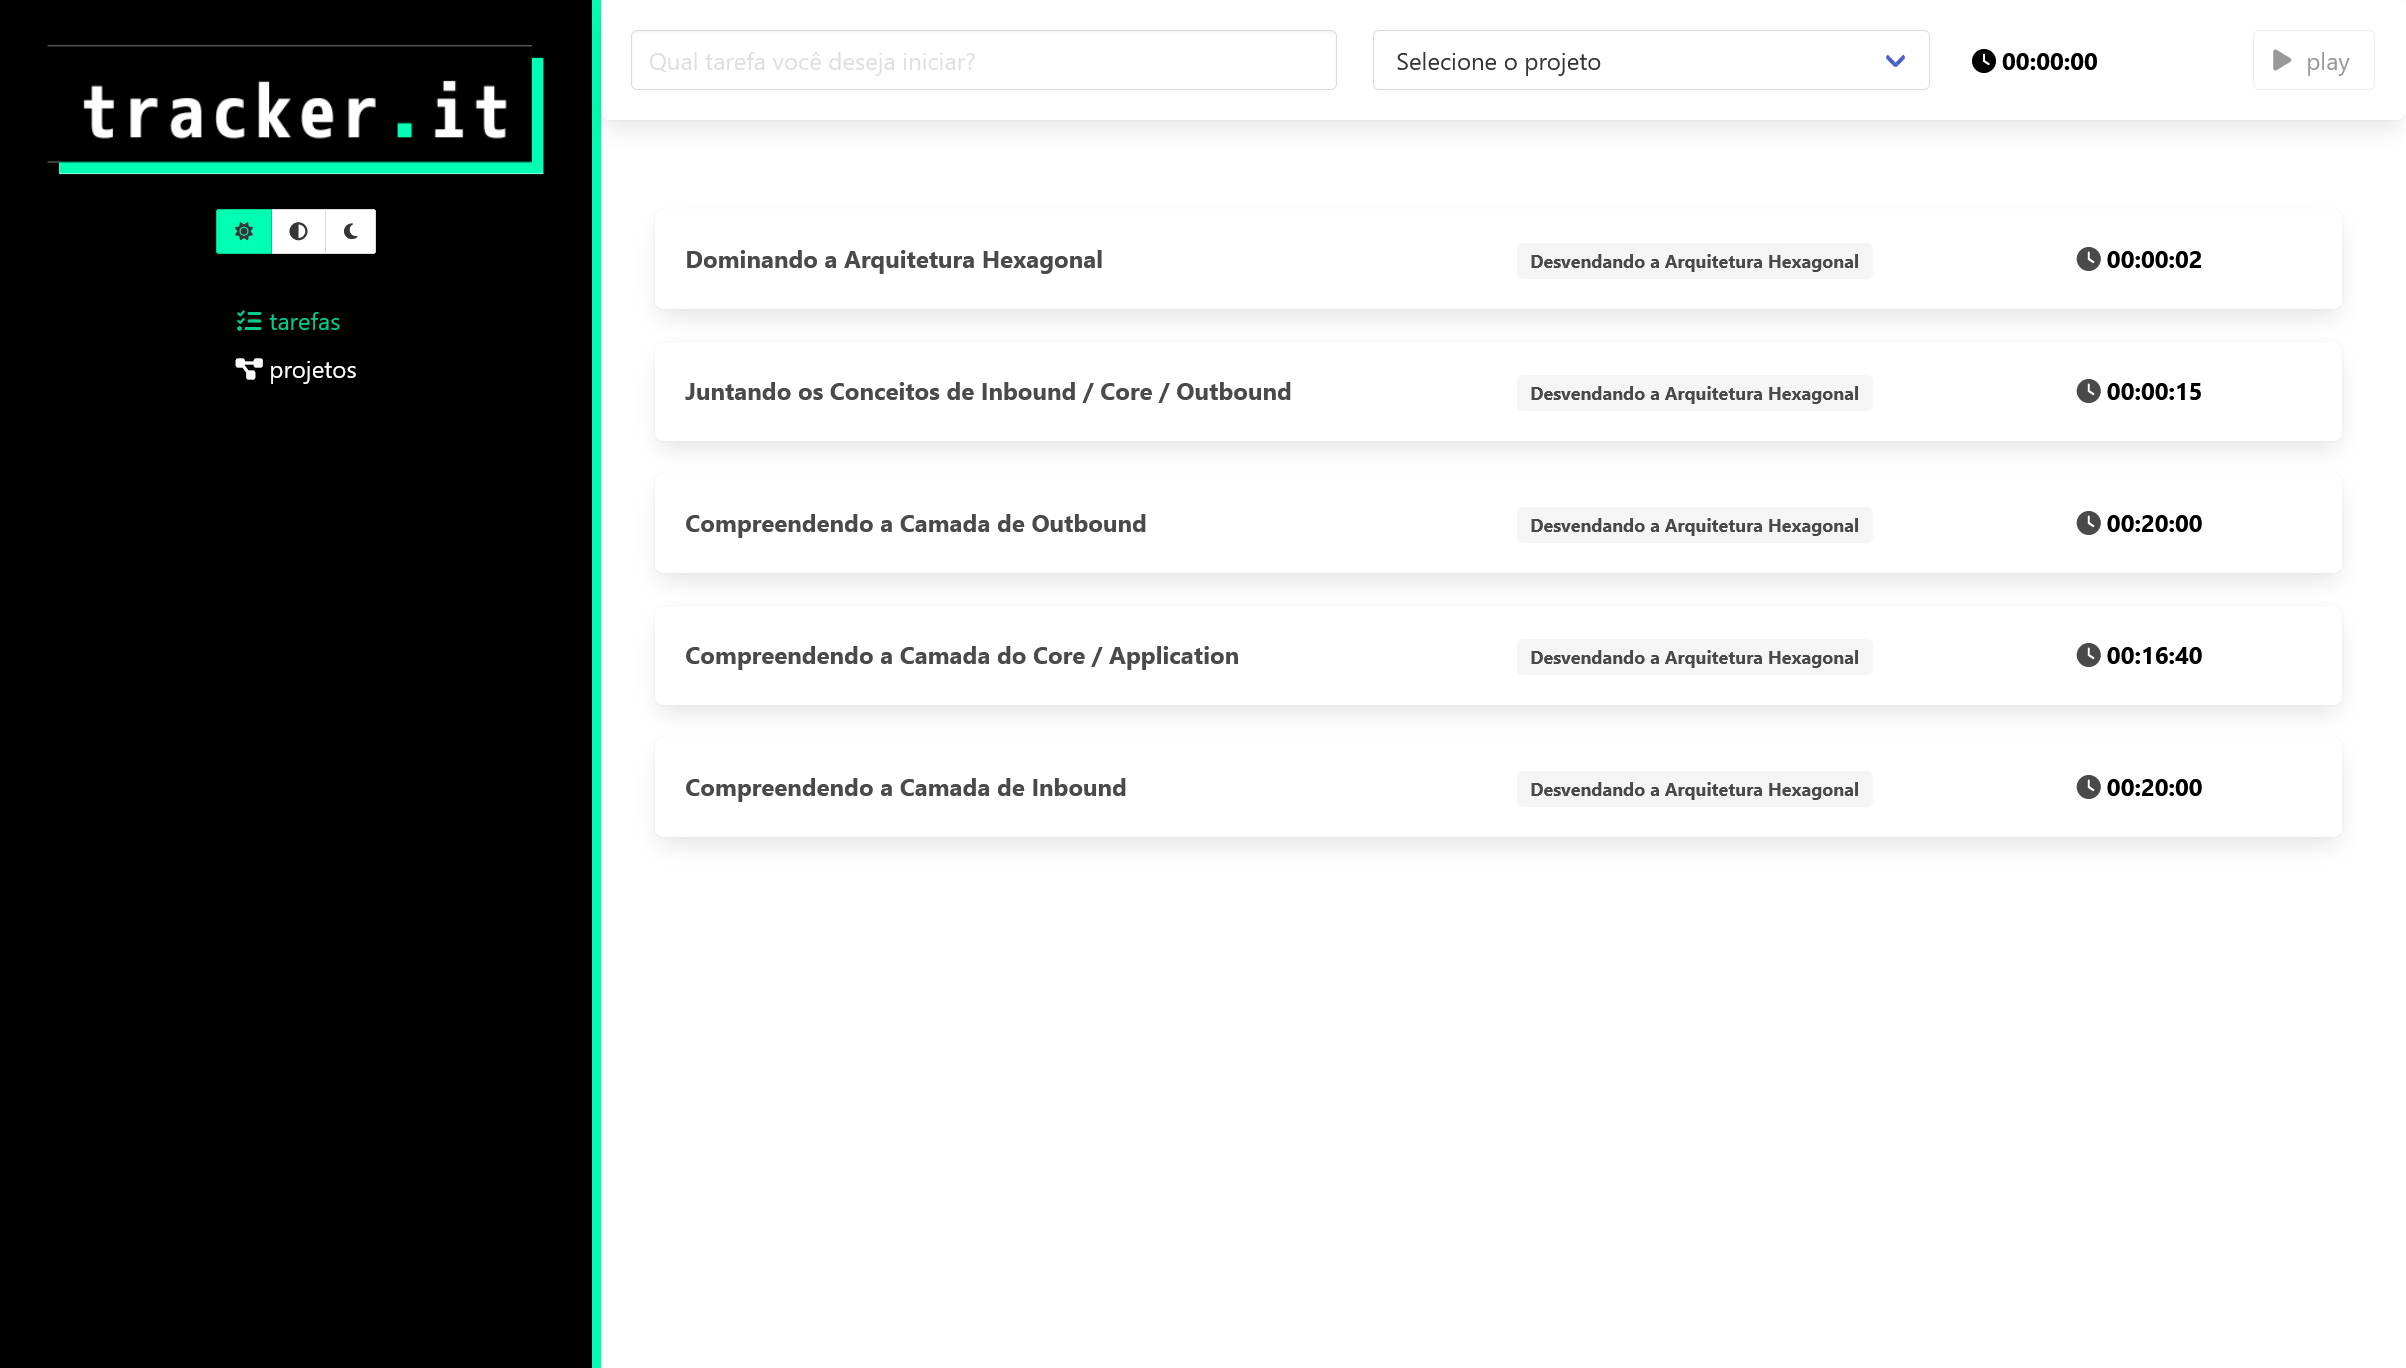 tracker.it
tarefas
projetos
Qual tarefa você deseja iniciar?
Selecione o projeto
00:00:00
play
Dominando a Arquitetura Hexagonal
Desvendando a Arquitetura Hexagonal
00:00:02
Juntando os Conceitos de Inbound / Core / Outbound
Desvendando a Arquitetura Hexagonal
00:00:15
Compreendendo a Camada de Outbound
Desvendando a Arquitetura Hexagonal
00:20:00
Compreendendo a Camada do Core / Application
Desvendando a Arquitetura Hexagonal
00:16:40
Compreendendo a Camada de Inbound
Desvendando a Arquitetura Hexagonal
00:20:00